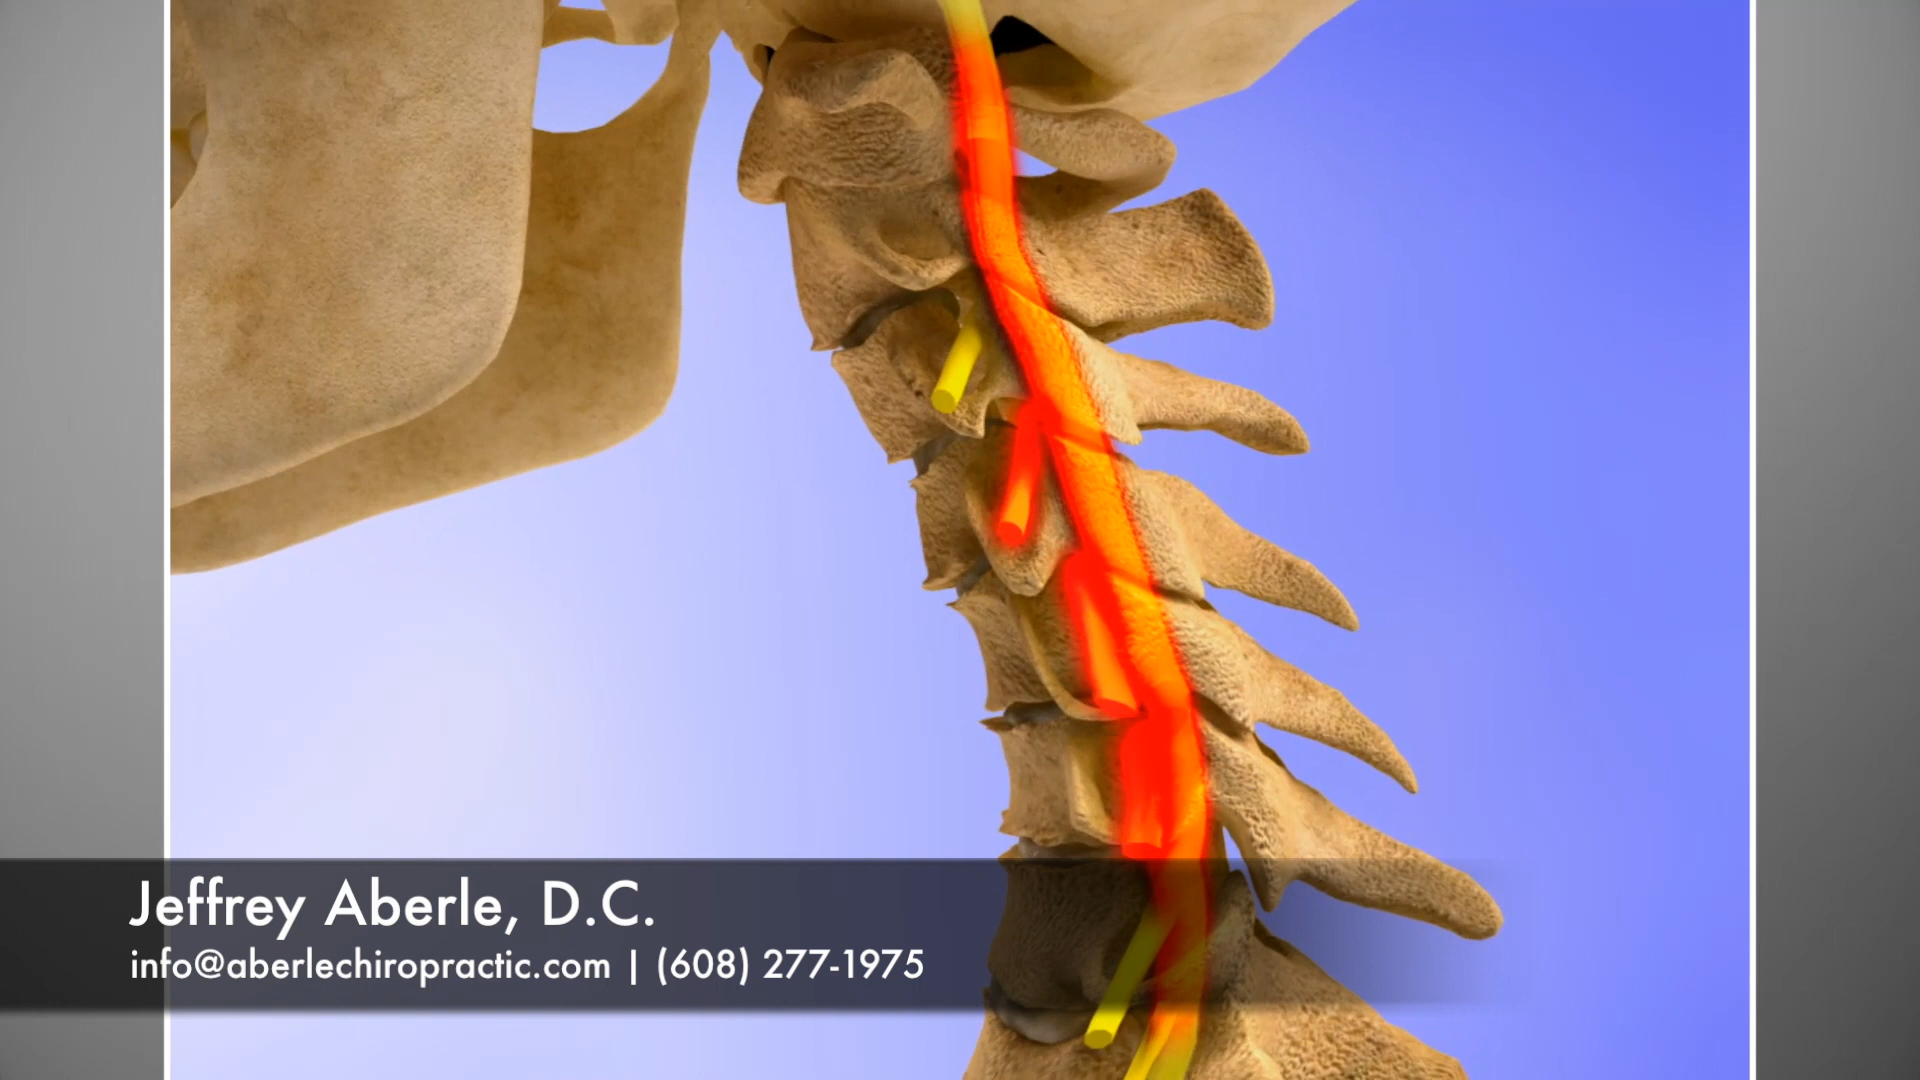 Jeffrey Aberle, D.C.
info@aberlechiropractic.com | (608) 277-1975